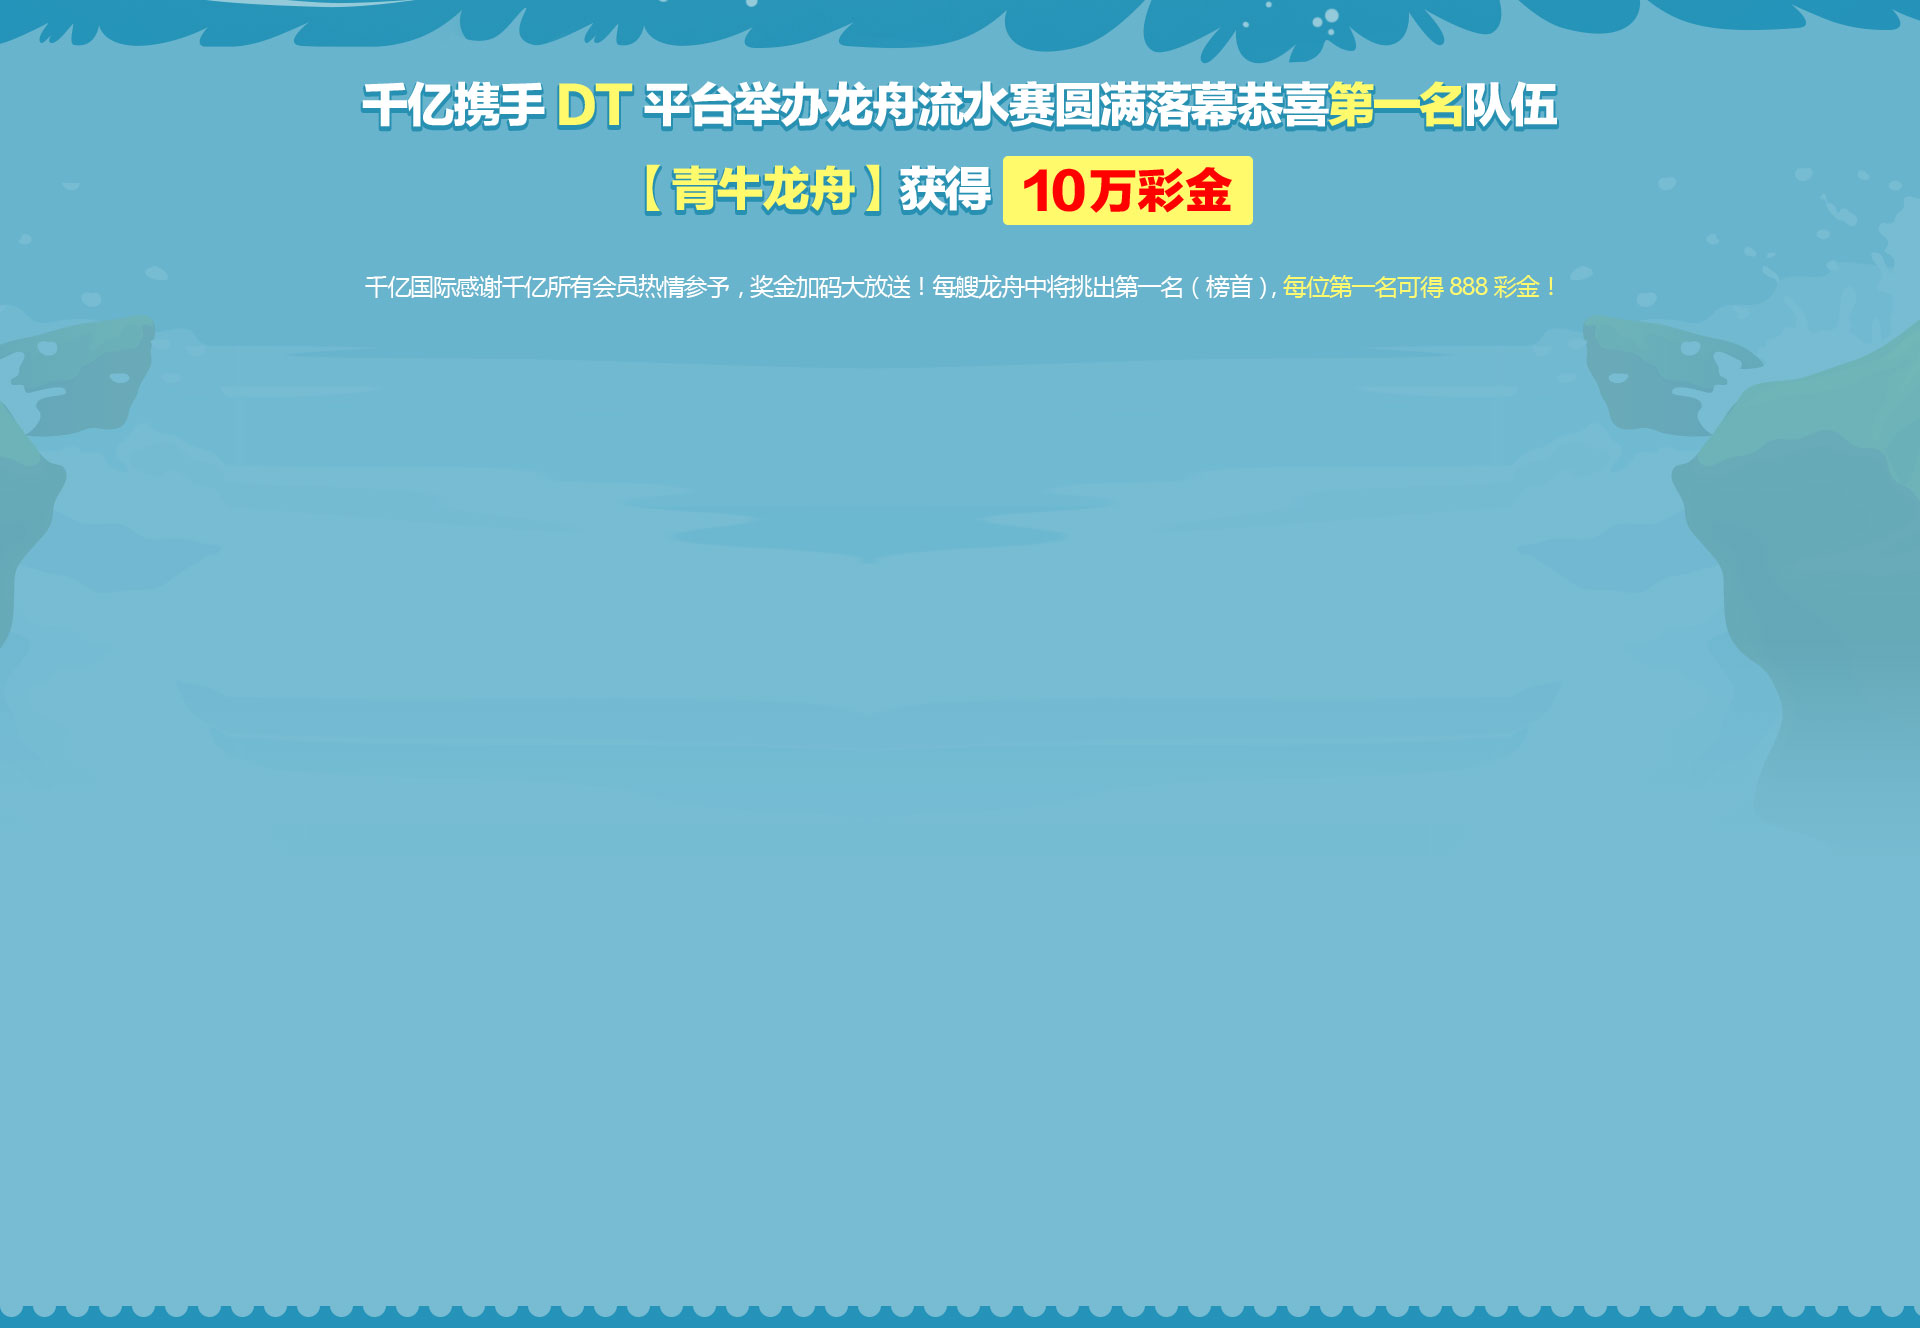 千亿携手 DT 平台举办龙舟流水赛圆满落幕恭喜第一名队伍
【青牛龙舟】获得 10万彩金
千亿国际感谢千亿所有会员热情参予，奖金加码大放送！每艘龙舟中将挑出第一名（榜首），每位第一名可得 888 彩金！